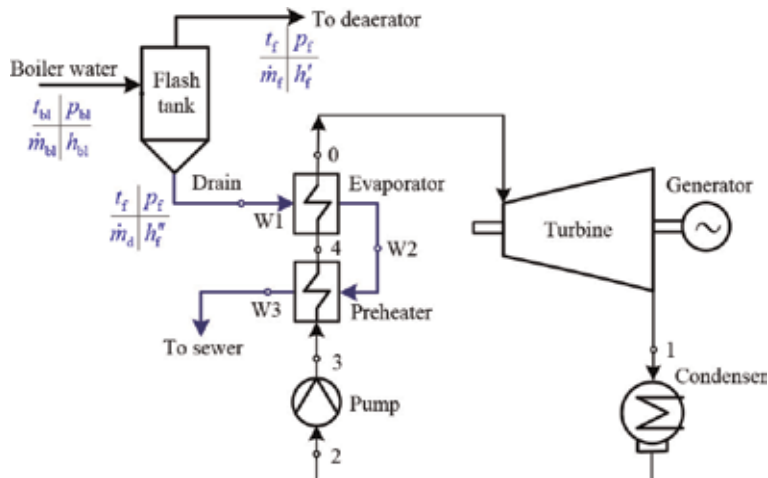 To deaerator
t_f | p_f
ṁ_f | h'_f
Boiler water
Flash
tank
t_bl | p_bl
ṁ_bl | h_bl
0
Drain
Evaporator
Generator
t_f | p_f
ṁ_d | h"_f
W1
Turbine
4
W2
W3
Preheater
To sewer
3
1
Condenser
Pump
2